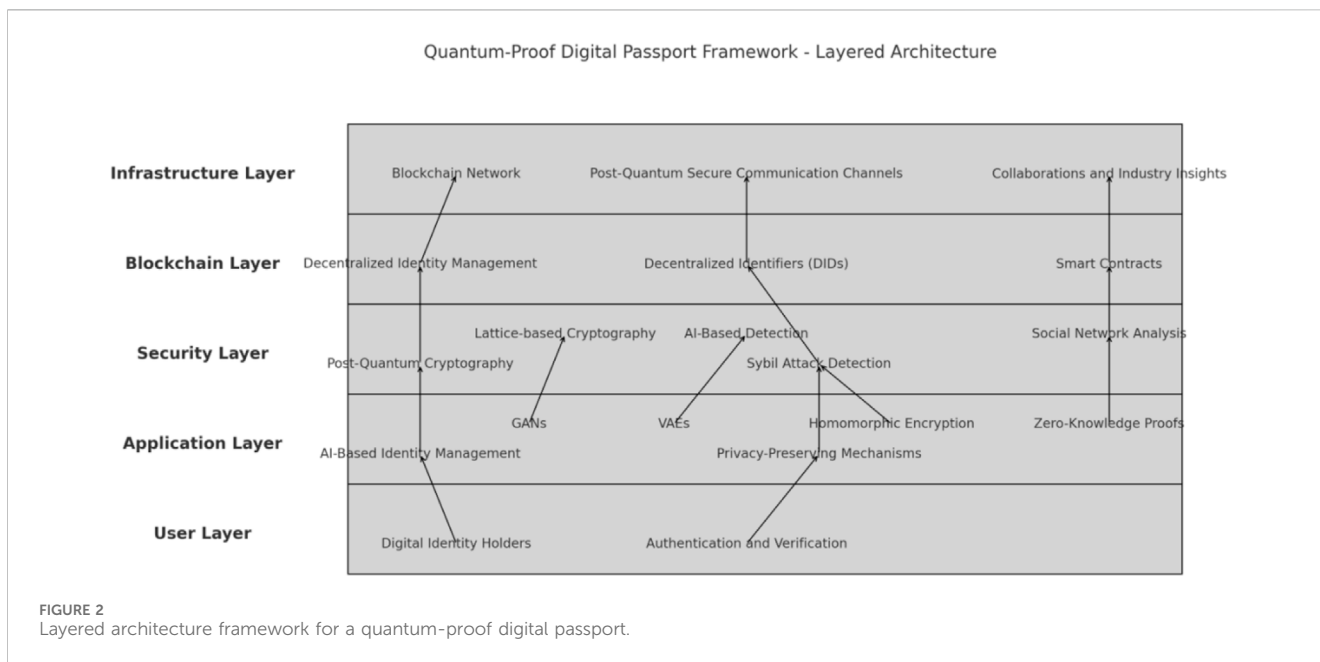 Quantum-Proof Digital Passport Framework - Layered Architecture
Infrastructure Layer
Blockchain Network
Post-Quantum Secure Communication Channels
Collaborations and Industry Insights
Blockchain Layer
Decentralized Identity Management
Decentralized Identifiers (DIDs)
Smart Contracts
Security Layer
Lattice-based Cryptography
AI-Based Detection
Social Network Analysis
Post-Quantum Cryptography
Sybil Attack Detection
Application Layer
GANs
VAEs
Homomorphic Encryption
Zero-Knowledge Proofs
AI-Based Identity Management
Privacy-Preserving Mechanisms
User Layer
Digital Identity Holders
Authentication and Verification
FIGURE 2
Layered architecture framework for a quantum-proof digital passport.